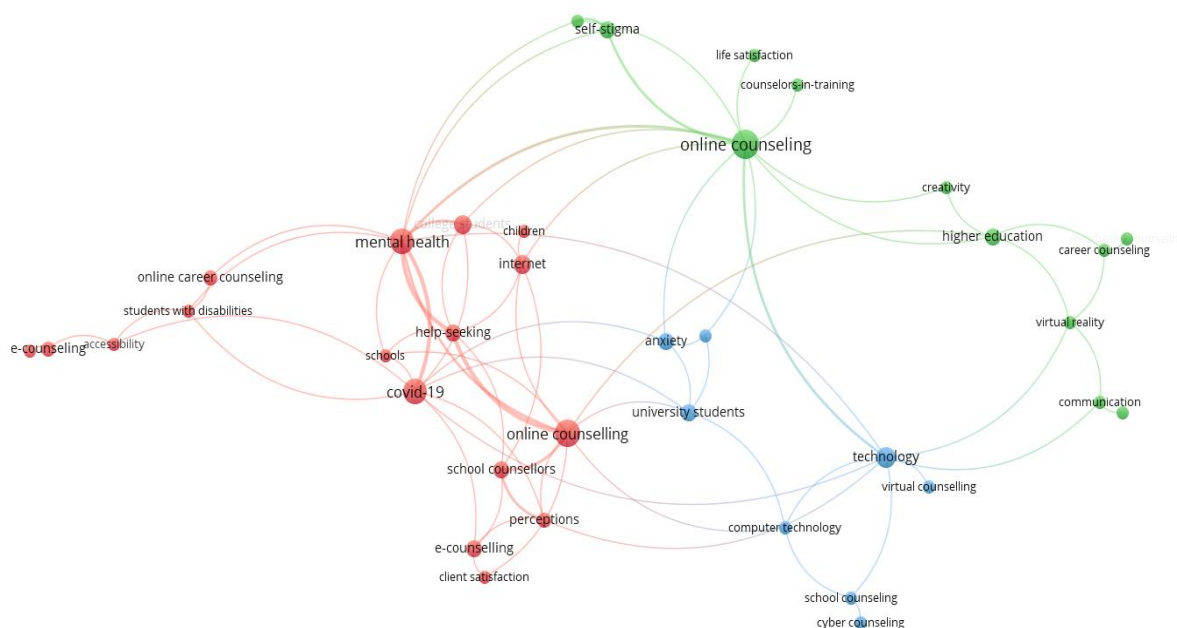 self-stigma
life satisfaction
counselors-in-training
online counseling
creativity
college students
children
higher education
mental health
career counseling
internet
online career counseling
students with disabilities
virtual reality
help-seeking
anxiety
e-counseling
accessibility
schools
covid-19
communication
university students
online counselling
technology
school counsellors
virtual counselling
perceptions
computer technology
e-counselling
client satisfaction
school counseling
cyber counseling